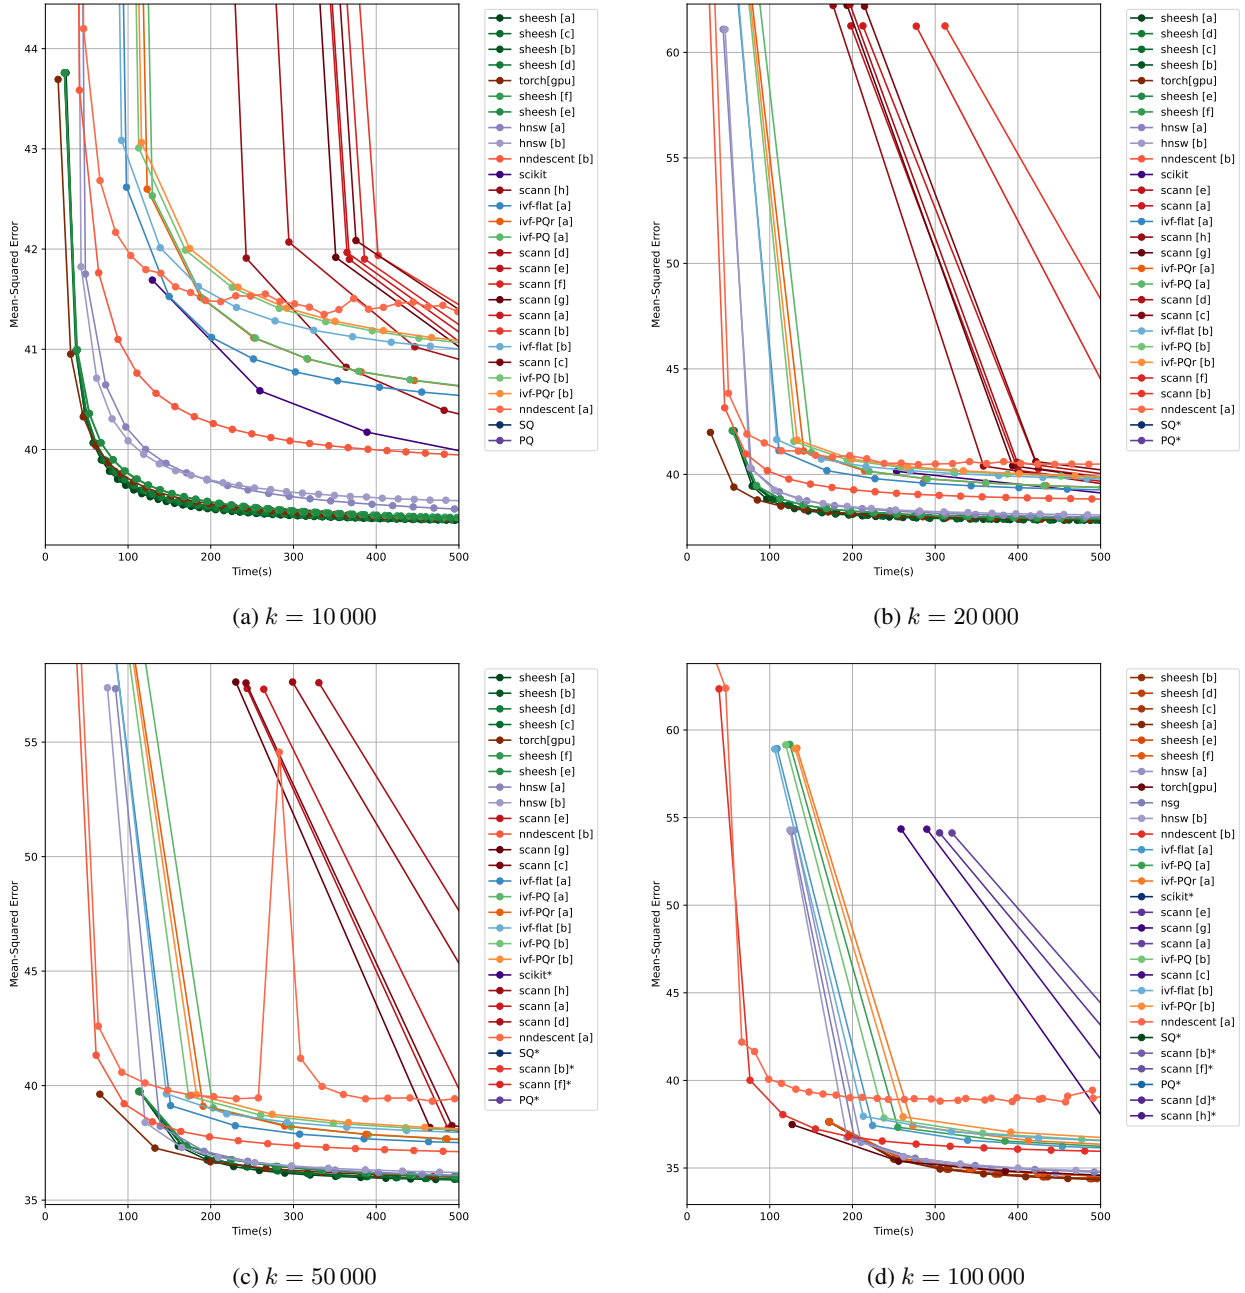 44
43
42
41
40
Mean-Squared Error
0
100
200
300
400
500
Time(s)
sheesh [a]
sheesh [c]
sheesh [b]
sheesh [d]
torch[gpu]
sheesh [f]
sheesh [e]
hnsw [a]
hnsw [b]
nndescent [b]
scikit
scann [h]
ivf-flat [a]
ivf-PQr [a]
ivf-PQ [a]
scann [d]
scann [e]
scann [f]
scann [g]
scann [a]
scann [b]
ivf-flat [b]
scann [c]
ivf-PQ [b]
ivf-PQr [b]
nndescent [a]
SQ
PQ
(a) k = 10 000
60
55
50
45
40
Mean-Squared Error
0
100
200
300
400
500
Time(s)
sheesh [a]
sheesh [d]
sheesh [c]
sheesh [b]
torch[gpu]
sheesh [e]
sheesh [f]
hnsw [a]
hnsw [b]
nndescent [b]
scikit
scann [e]
scann [a]
ivf-flat [a]
scann [h]
scann [g]
ivf-PQr [a]
ivf-PQ [a]
scann [d]
scann [c]
ivf-flat [b]
ivf-PQ [b]
ivf-PQr [b]
scann [f]
scann [b]
nndescent [a]
SQ*
PQ*
(b) k = 20 000
55
50
45
40
35
Mean-Squared Error
0
100
200
300
400
500
Time(s)
sheesh [a]
sheesh [b]
sheesh [d]
sheesh [c]
torch[gpu]
sheesh [f]
sheesh [e]
hnsw [a]
hnsw [b]
scann [e]
nndescent [b]
scann [g]
scann [c]
ivf-flat [a]
ivf-PQ [a]
ivf-PQr [a]
ivf-flat [b]
ivf-PQ [b]
ivf-PQr [b]
scikit*
scann [h]
scann [a]
scann [d]
nndescent [a]
SQ*
scann [b]*
scann [f]*
PQ*
(c) k = 50 000
60
55
50
45
40
35
Mean-Squared Error
0
100
200
300
400
500
Time(s)
sheesh [b]
sheesh [d]
sheesh [c]
sheesh [a]
sheesh [e]
sheesh [f]
hnsw [a]
torch[gpu]
nsg
hnsw [b]
nndescent [b]
ivf-flat [a]
ivf-PQ [a]
ivf-PQr [a]
scikit*
scann [e]
scann [g]
scann [a]
ivf-PQ [b]
scann [c]
ivf-flat [b]
ivf-PQr [b]
nndescent [a]
SQ*
scann [b]*
scann [f]*
PQ*
scann [d]*
scann [h]*
(d) k = 100 000